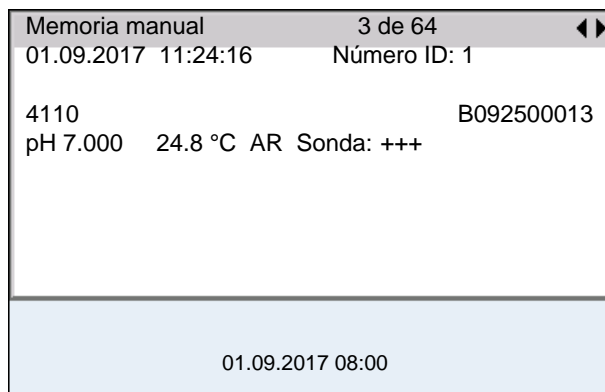 Memoria manual 3 de 64
01.09.2017 11:24:16 Número ID: 1
4110 B092500013
pH 7.000 24.8 °C AR Sonda: +++
01.09.2017 08:00